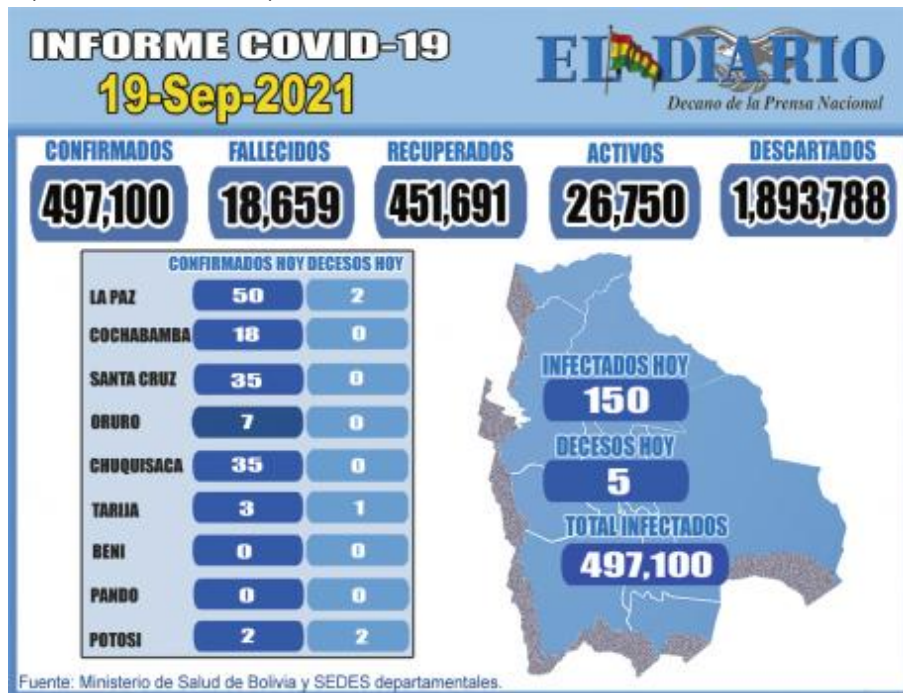 INFORME COVID-19
19-Sep-2021
EL DIARIO
Decano de la Prensa Nacional
CONFIRMADOS FALLECIDOS RECUPERADOS ACTIVOS DESCARTADOS
497,100 18,659 451,691 26,750 1,893,788
CONFIRMADOS HOY DECESOS HOY
LA PAZ 50 2
COCHABAMBA 18 0
SANTA CRUZ 35 0
ORURO 7 0
CHUQUISACA 35 0
TARIJA 3 1
BENI 0 0
PANDO 0 0
POTOSI 2 2
INFECTADOS HOY
150
DECESOS HOY
5
TOTAL INFECTADOS
497,100
Fuente: Ministerio de Salud de Bolivia y SEDES departamentales.